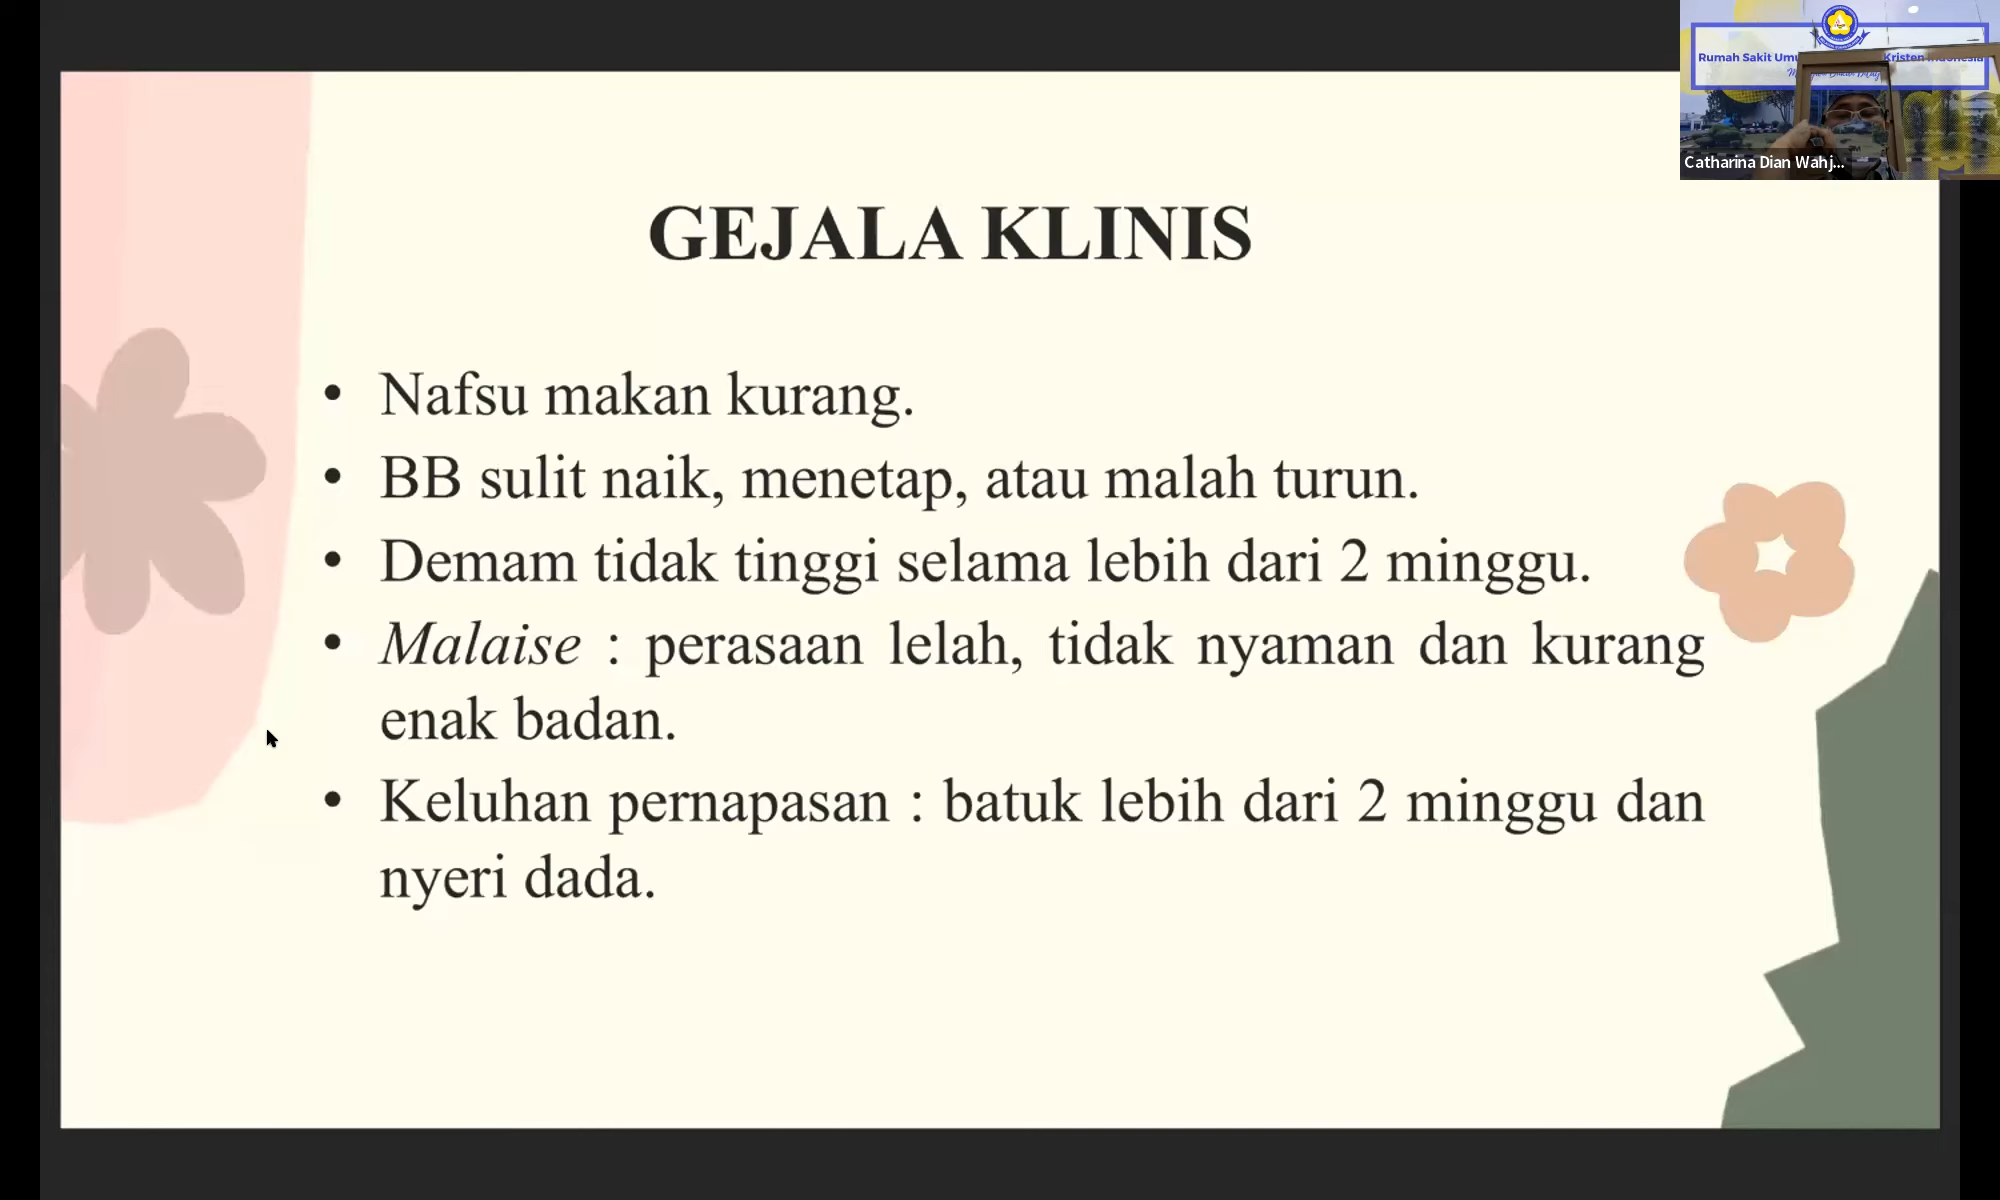 Rumah Sakit Umu
Kristen Indonesia
Catharina Dian Wahj...
GEJALA KLINIS
• Nafsu makan kurang.
• BB sulit naik, menetap, atau malah turun.
• Demam tidak tinggi selama lebih dari 2 minggu.
• Malaise : perasaan lelah, tidak nyaman dan kurang
enak badan.
• Keluhan pernapasan : batuk lebih dari 2 minggu dan
nyeri dada.